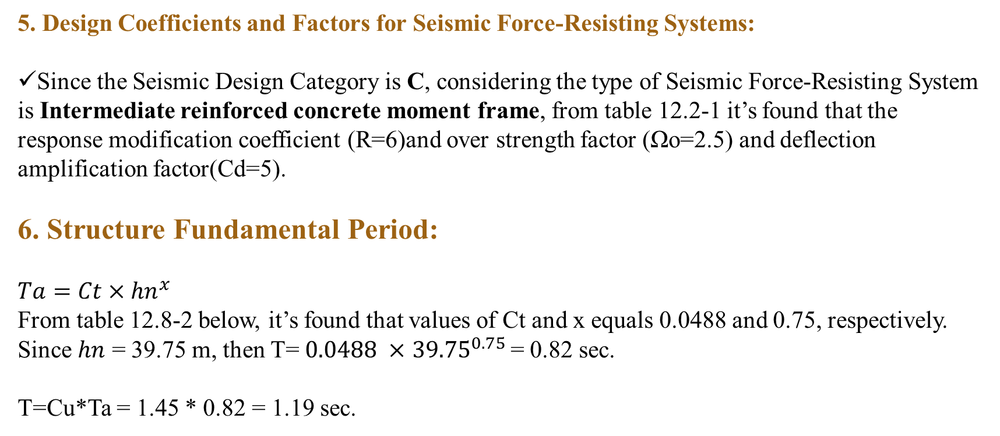 5. Design Coefficients and Factors for Seismic Force-Resisting Systems:
✓Since the Seismic Design Category is C, considering the type of Seismic Force-Resisting System
is Intermediate reinforced concrete moment frame, from table 12.2-1 it’s found that the
response modification coefficient (R=6)and over strength factor (Ωo=2.5) and deflection
amplification factor(Cd=5).
6. Structure Fundamental Period:
𝑇𝑎 = 𝐶𝑡 × ℎ𝑛ˣ
From table 12.8-2 below, it’s found that values of Ct and x equals 0.0488 and 0.75, respectively.
Since ℎ𝑛 = 39.75 m, then T= 0.0488 × 39.75^0.75 = 0.82 sec.
T=Cu*Ta = 1.45 * 0.82 = 1.19 sec.